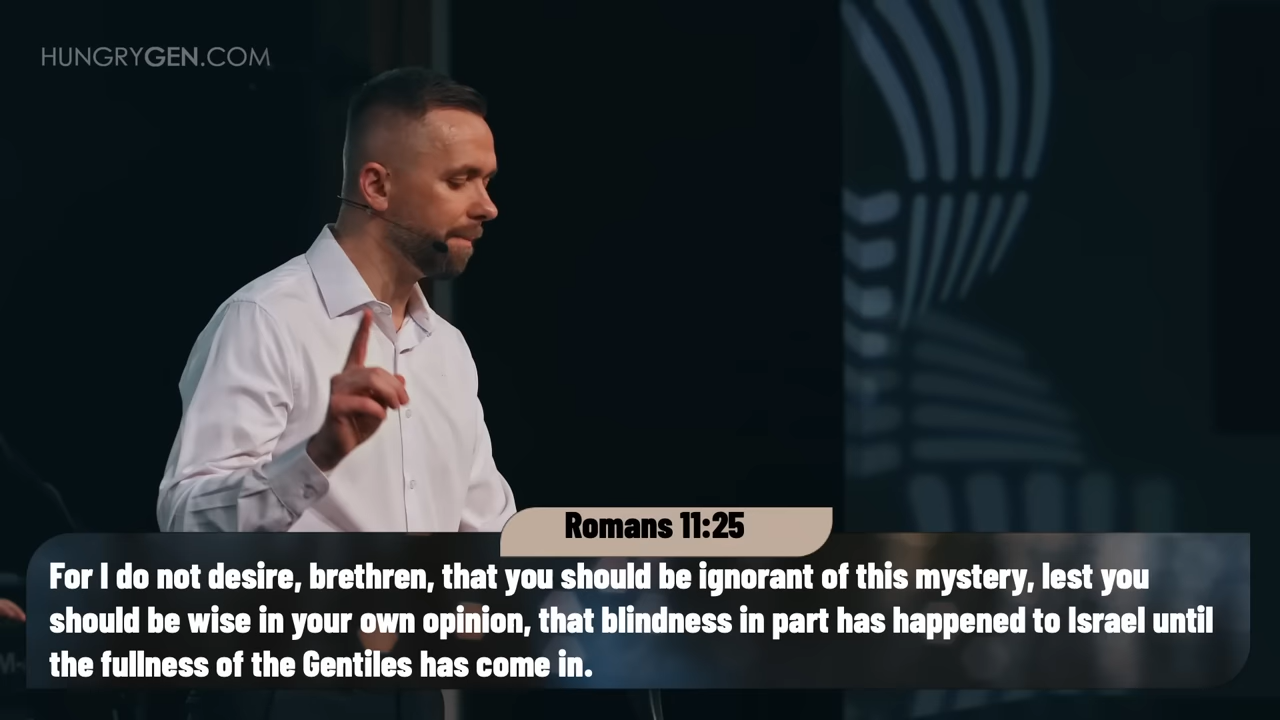 HUNGRYGEN.COM
Romans 11:25
For I do not desire, brethren, that you should be ignorant of this mystery, lest you
should be wise in your own opinion, that blindness in part has happened to Israel until
the fullness of the Gentiles has come in.